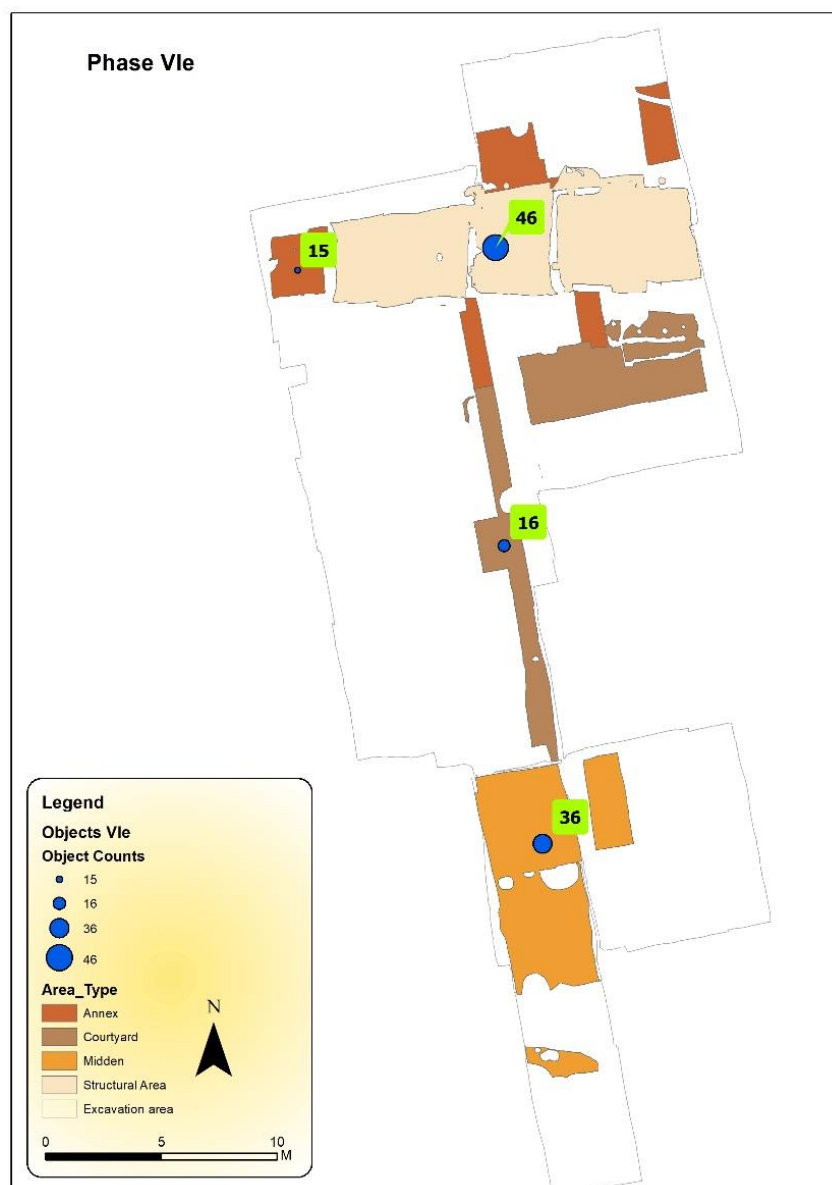 Phase VIe
46
15
16
36
Legend
Objects VIe
Object Counts
15
16
36
46
Area_Type
N
Annex
Courtyard
Midden
Structural Area
Excavation area
0 5 10
M